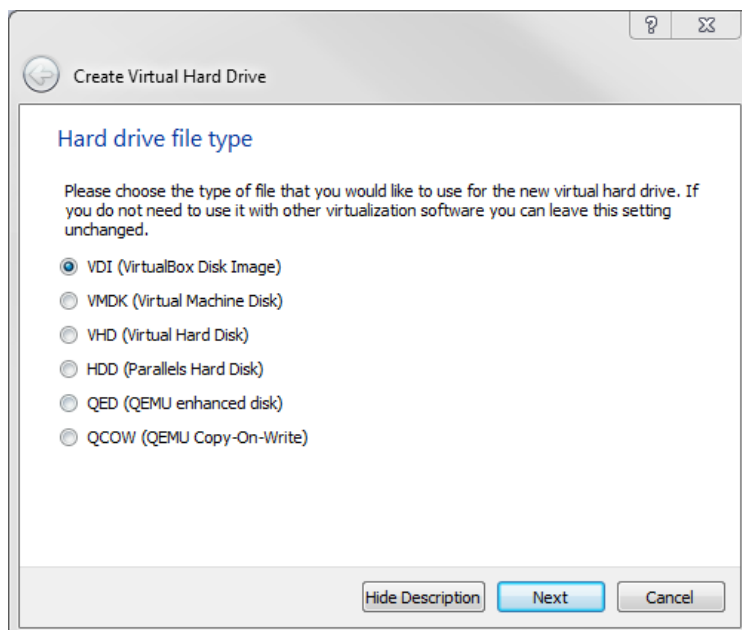 Create Virtual Hard Drive
Hard drive file type
Please choose the type of file that you would like to use for the new virtual hard drive. If
you do not need to use it with other virtualization software you can leave this setting
unchanged.
VDI (VirtualBox Disk Image)
VMDK (Virtual Machine Disk)
VHD (Virtual Hard Disk)
HDD (Parallels Hard Disk)
QED (QEMU enhanced disk)
QCOW (QEMU Copy-On-Write)
Hide Description
Next
Cancel